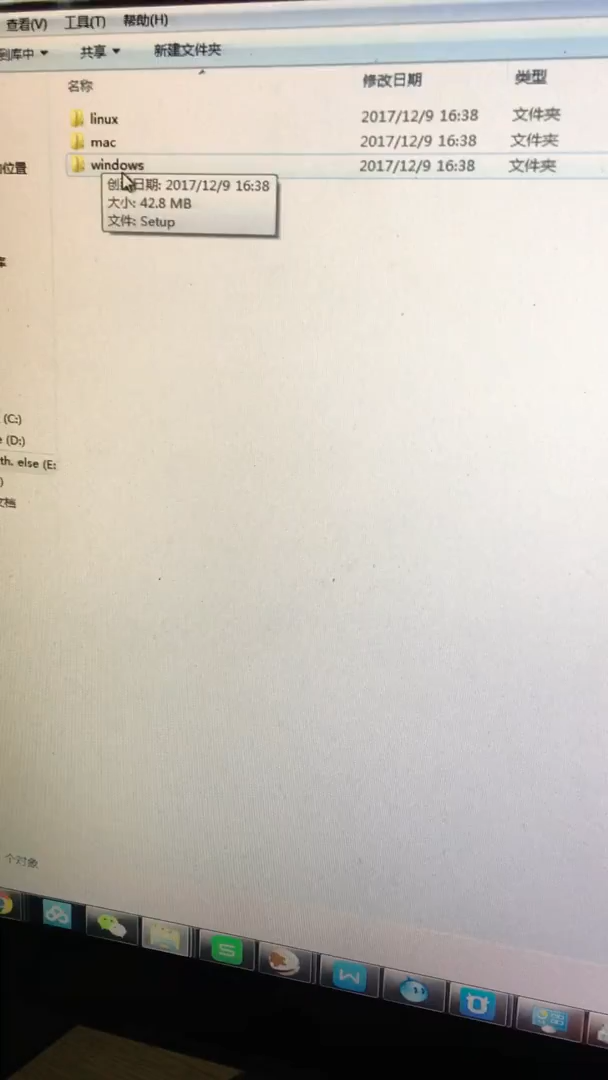 查看(V) 工具(T) 帮助(H)
到库中 共享 新建文件夹
名称 修改日期 类型
linux 2017/12/9 16:38 文件夹
mac 2017/12/9 16:38 文件夹
windows 2017/12/9 16:38 文件夹
创建日期: 2017/12/9 16:38
大小: 42.8 MB
文件: Setup
位置
(C:)
(D:)
th. else (E:
)
文档
个对象
S
W